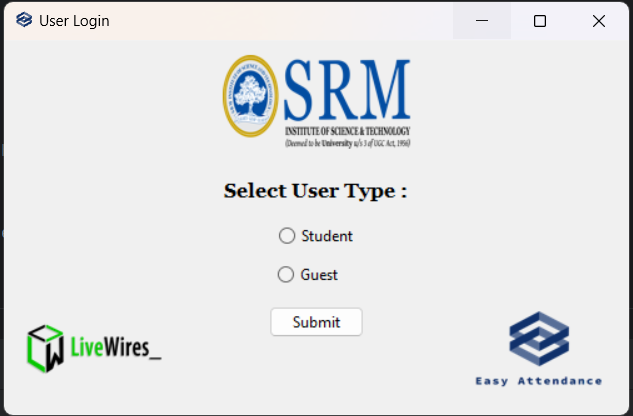 User Login
SRM
INSTITUTE OF SCIENCE & TECHNOLOGY
(Deemed to be University u/s 3 of UGC Act, 1956)
Select User Type :
Student
Guest
Submit
LiveWires_
Easy Attendance